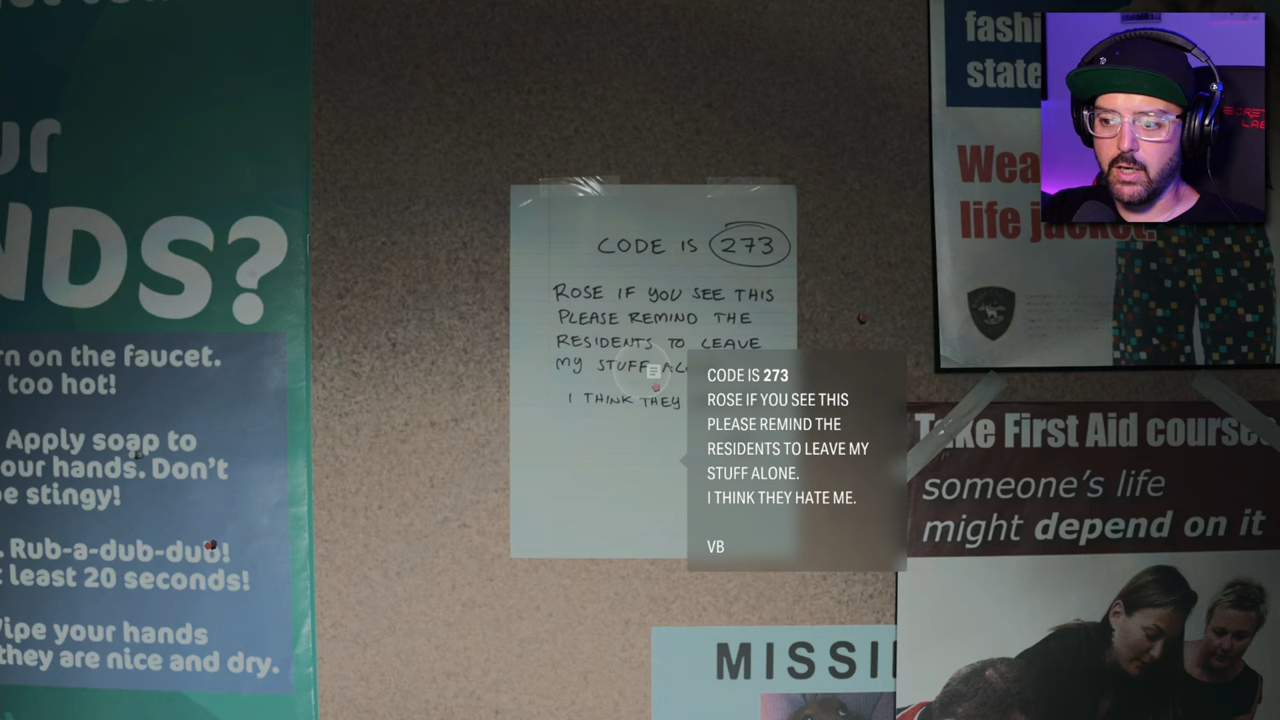 NDS?
rn on the faucet.
too hot!
Apply soap to
our hands. Don't
e stingy!
. Rub-a-dub-dub!
t least 20 seconds!
ipe your hands
they are nice and dry.
CODE IS 273
ROSE IF YOU SEE THIS
PLEASE REMIND THE
RESIDENTS TO LEAVE
MY STUFF
I THINK THEY
CODE IS 273
ROSE IF YOU SEE THIS
PLEASE REMIND THE
RESIDENTS TO LEAVE MY
STUFF ALONE.
I THINK THEY HATE ME.
VB
MISSI
fashi
state
Wea
life jacket.
Take First Aid course
someone's life
might depend on it